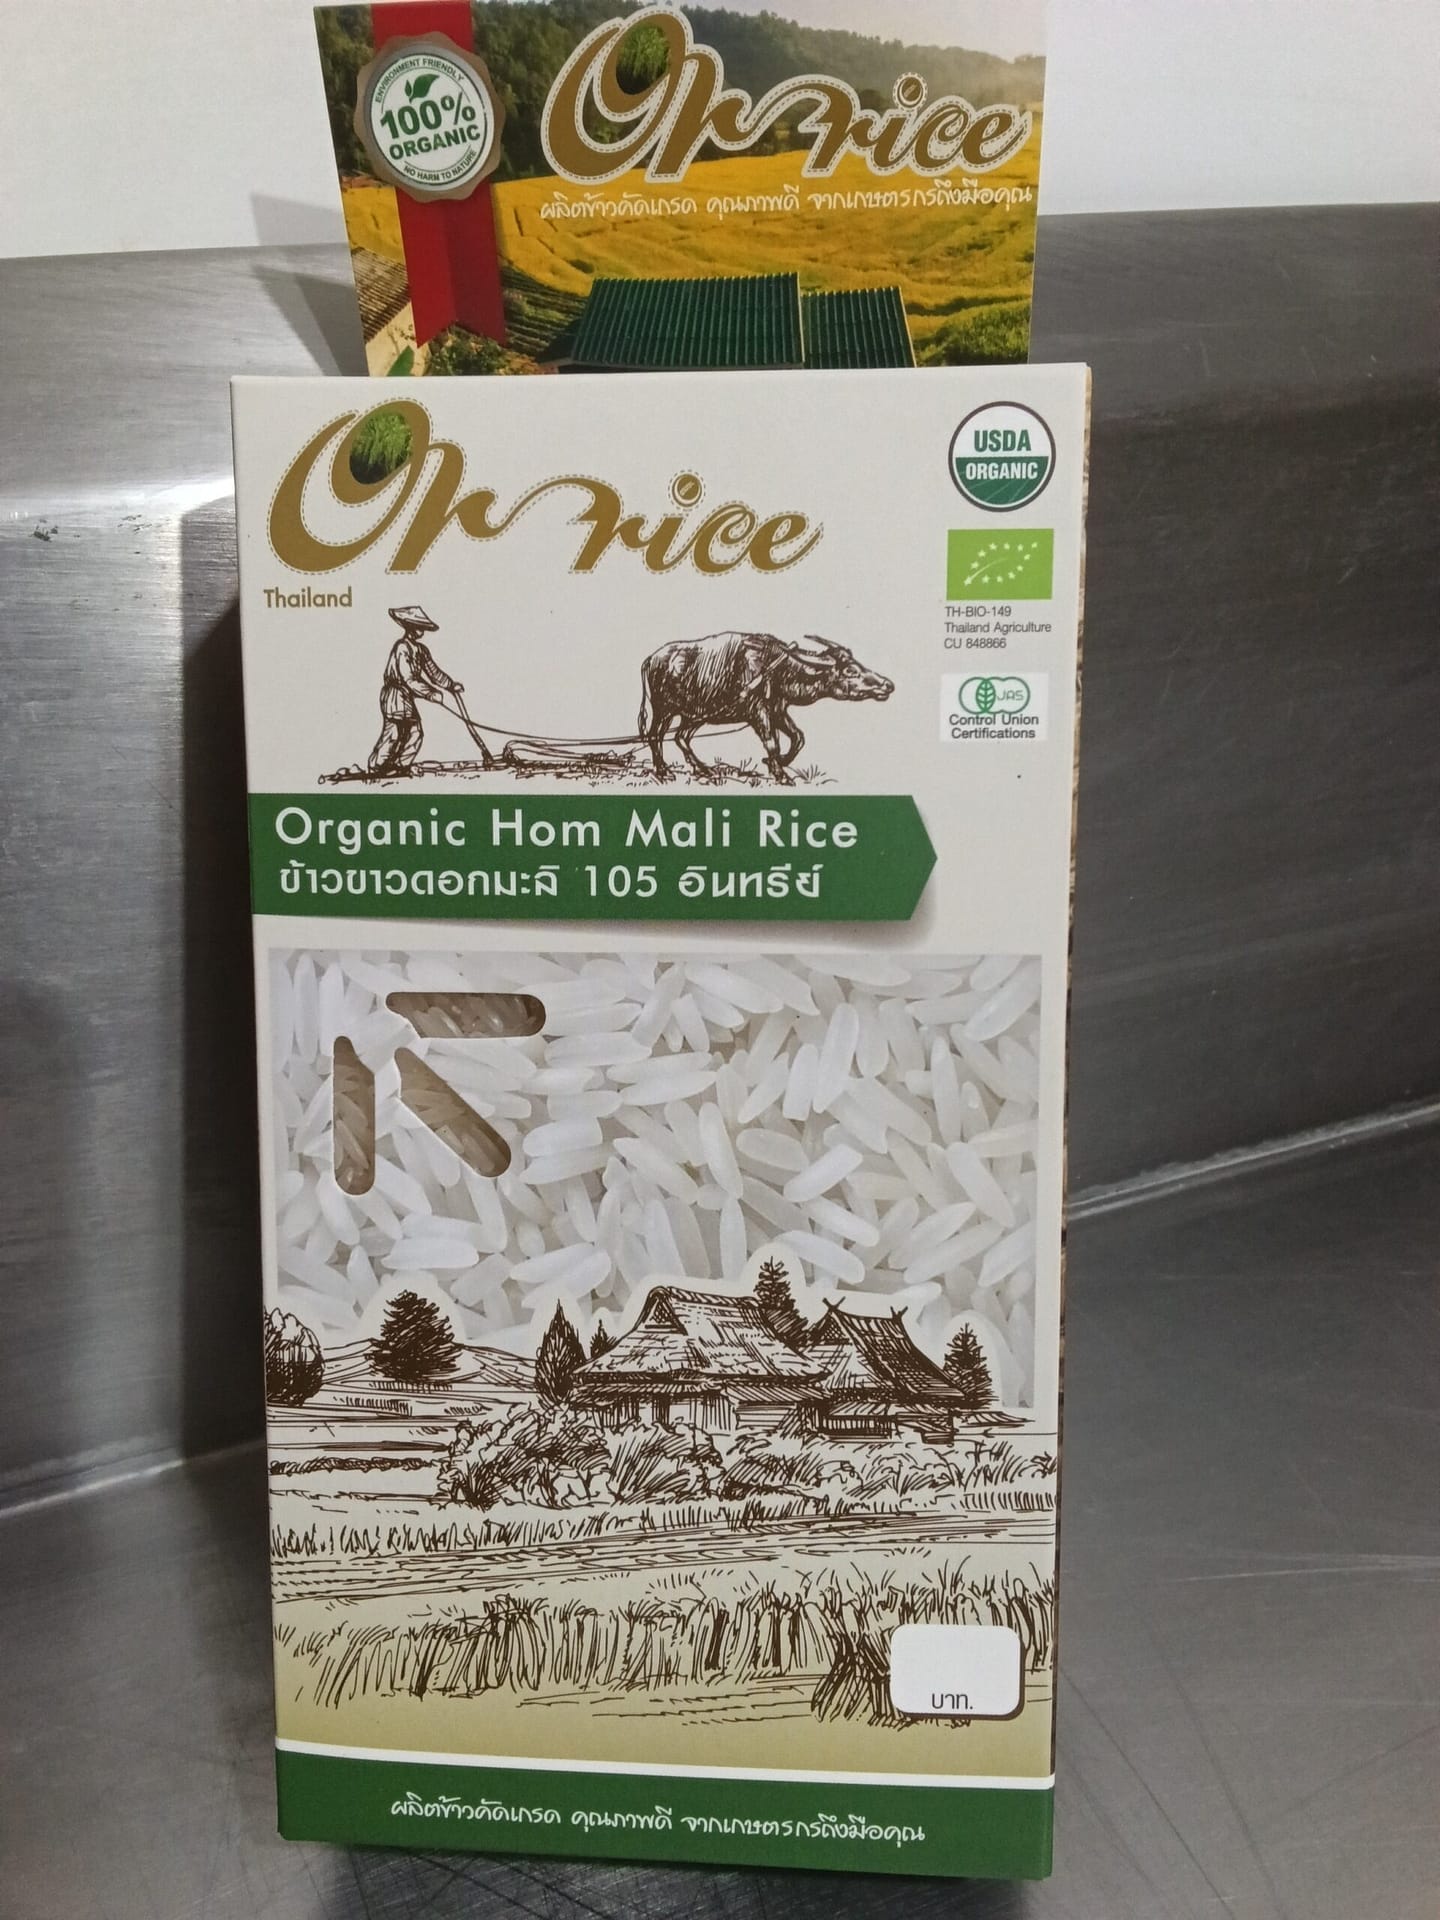 ENVIRONMENT FRIENDLY
100%
ORGANIC
NO HARM TO NATURE
Or rice
ผลิตข้าวคัดเกรด คุณภาพดี จากเกษตรกรถึงมือคุณ
Or rice
Thailand
USDA
ORGANIC
TH-BIO-149
Thailand Agriculture
CU 848866
JAS
Control Union
Certifications
Organic Hom Mali Rice
ข้าวขาวดอกมะลิ 105 อินทรีย์
บาท.
ผลิตข้าวคัดเกรด คุณภาพดี จากเกษตรกรถึงมือคุณ